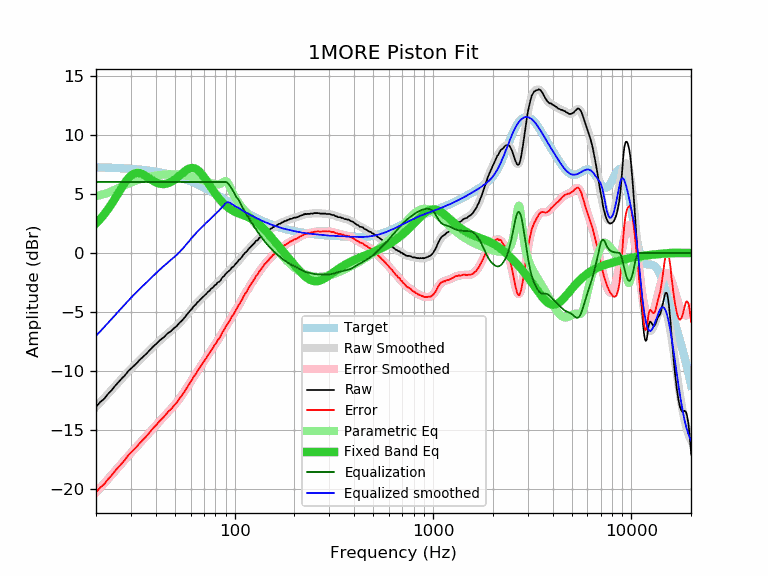 1MORE Piston Fit
Amplitude (dBr)
15
10
5
0
−5
−10
−15
−20
Target
Raw Smoothed
Error Smoothed
Raw
Error
Parametric Eq
Fixed Band Eq
Equalization
Equalized smoothed
100
1000
10000
Frequency (Hz)